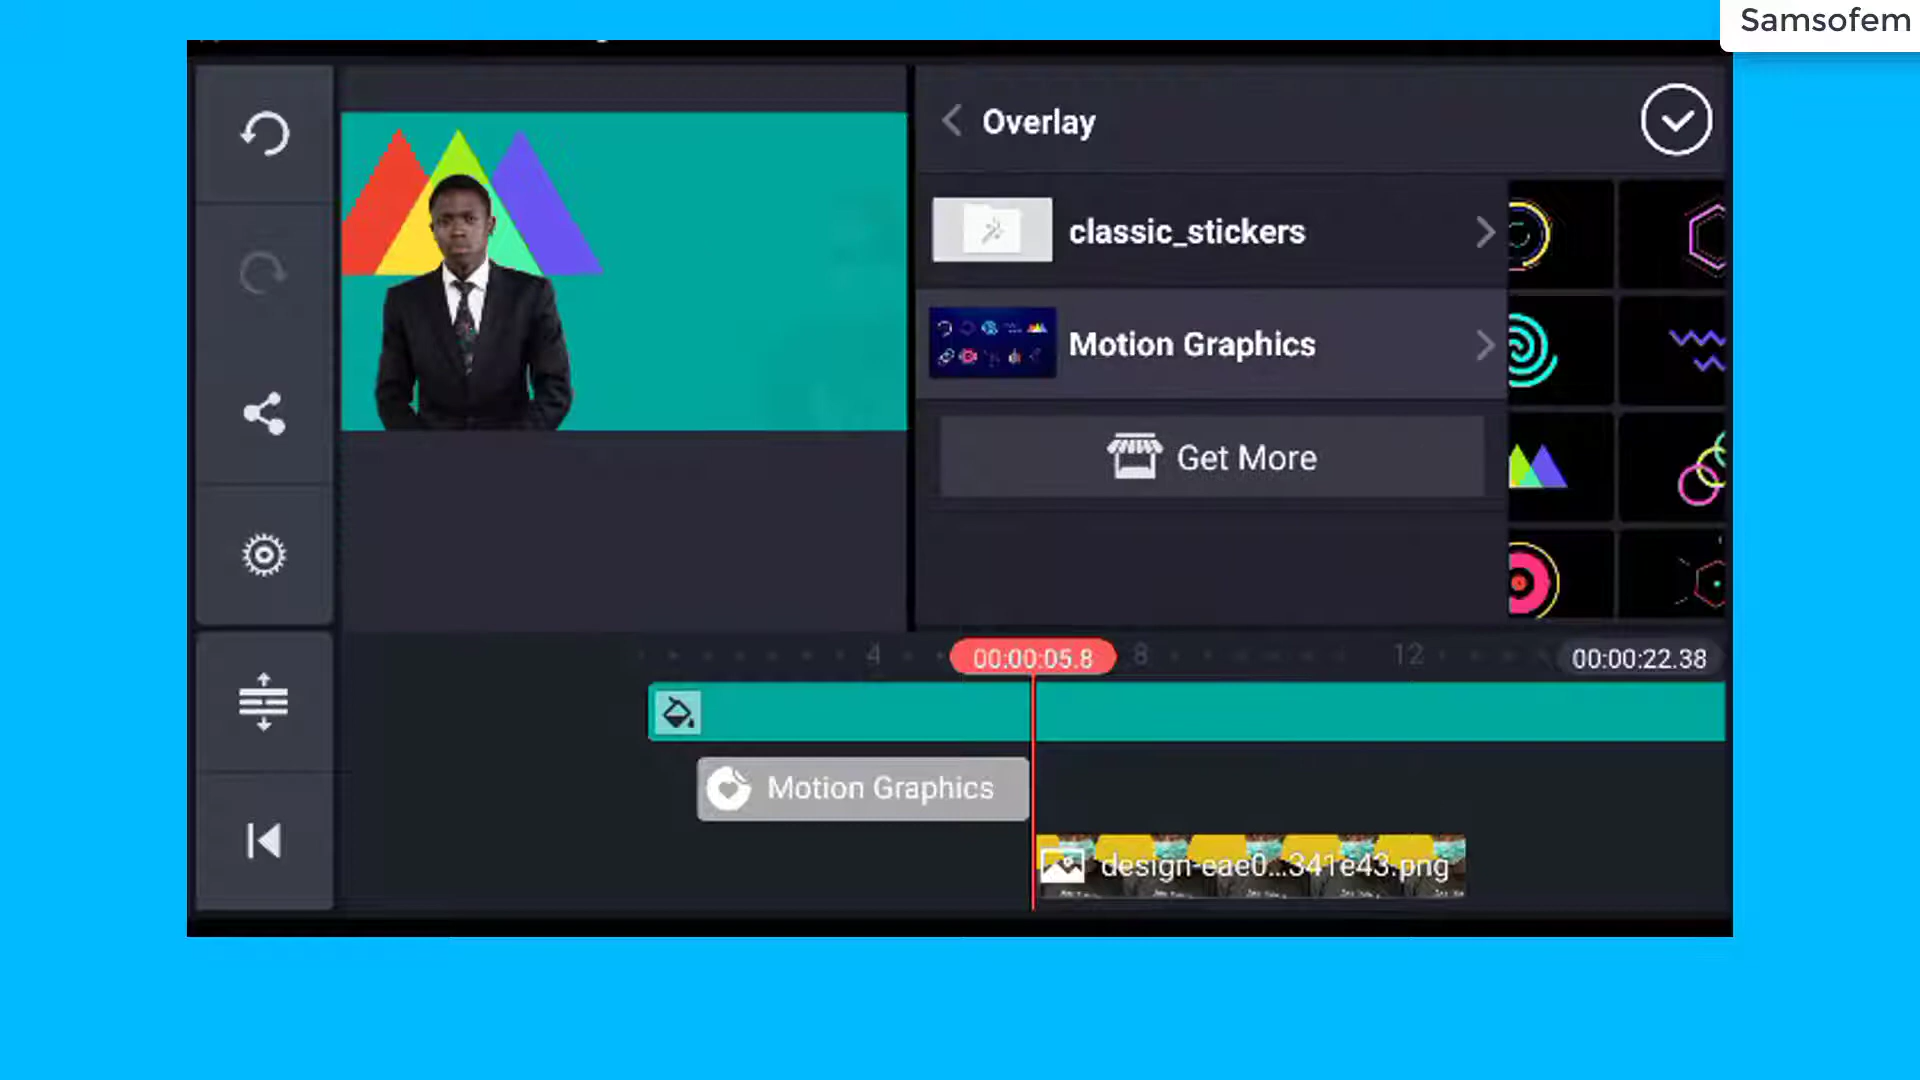 Samsofem
Overlay
classic_stickers
Motion Graphics
Get More
4
00:00:05.8
8
12
00:00:22.38
Motion Graphics
design-eae0...341e43.png